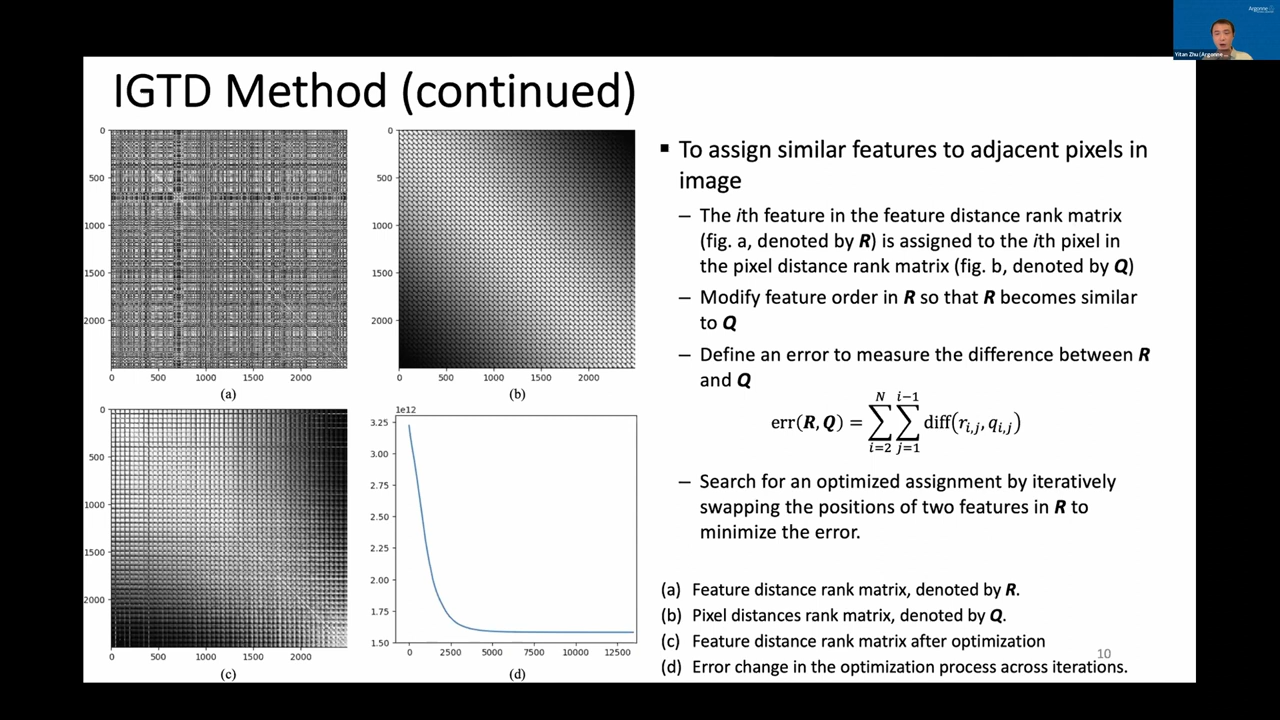 Argonne
Yitan Zhu (Argonne ...
IGTD Method (continued)
0
500
1000
1500
2000
0
500
1000
1500
2000
(a)
0
500
1000
1500
2000
0
500
1000
1500
2000
(b)
0
500
1000
1500
2000
0
500
1000
1500
2000
(c)
1e12
3.25
3.00
2.75
2.50
2.25
2.00
1.75
1.50
0
2500
5000
7500
10000
12500
(d)
▪ To assign similar features to adjacent pixels in
image
– The ith feature in the feature distance rank matrix
(fig. a, denoted by R) is assigned to the ith pixel in
the pixel distance rank matrix (fig. b, denoted by Q)
– Modify feature order in R so that R becomes similar
to Q
– Define an error to measure the difference between R
and Q
err(R, Q) = ∑_{i=2}^{N} ∑_{j=1}^{i−1} diff(r_{i,j}, q_{i,j})
– Search for an optimized assignment by iteratively
swapping the positions of two features in R to
minimize the error.
(a) Feature distance rank matrix, denoted by R.
(b) Pixel distances rank matrix, denoted by Q.
(c) Feature distance rank matrix after optimization
(d) Error change in the optimization process across iterations.
10